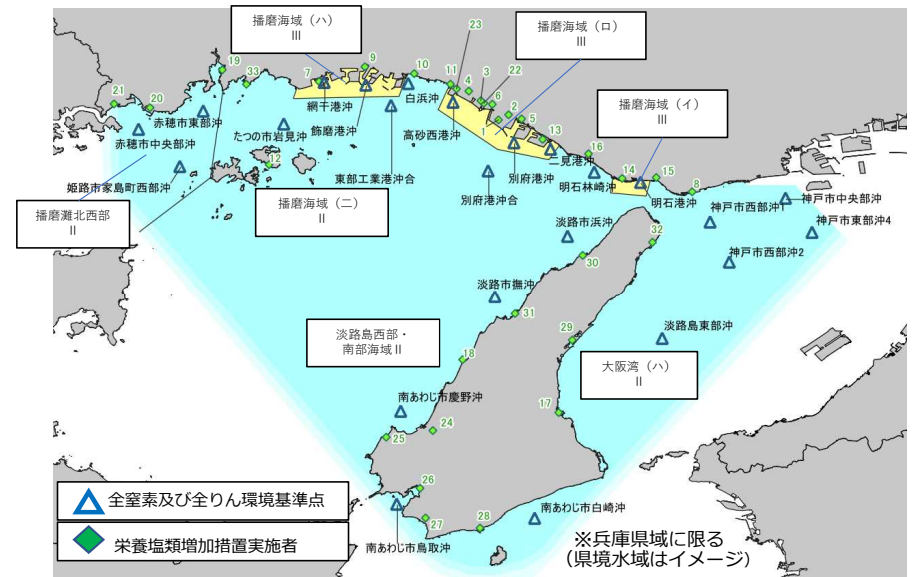 播磨海域（ハ）
III
23
播磨海域（ロ）
III
19
33
7
9
10
11
4
3
22
6
2
5
1
13
21
20
網干港沖
飾磨港沖
白浜沖
高砂西港沖
播磨海域（イ）
III
赤穂市東部沖
たつの市岩見沖
二見港沖
16
赤穂市中央部沖
12
東部工業港沖合
別府港沖
14
15
明石林崎沖
8
姫路市家島町西部沖
別府港沖合
明石港沖
神戸市中央部沖
播磨灘北西部
II
播磨海域（二）
II
神戸市西部沖1
神戸市東部沖4
淡路市浜沖
32
30
神戸市西部沖2
淡路市撫沖
31
淡路島西部・
南部海域II
29
淡路島東部沖
18
大阪湾（ハ）
II
南あわじ市慶野沖
17
24
25
26
全窒素及び全りん環境基準点
27
28
南あわじ市白崎沖
栄養塩類増加措置実施者
南あわじ市鳥取沖
※兵庫県域に限る
（県境水域はイメージ）